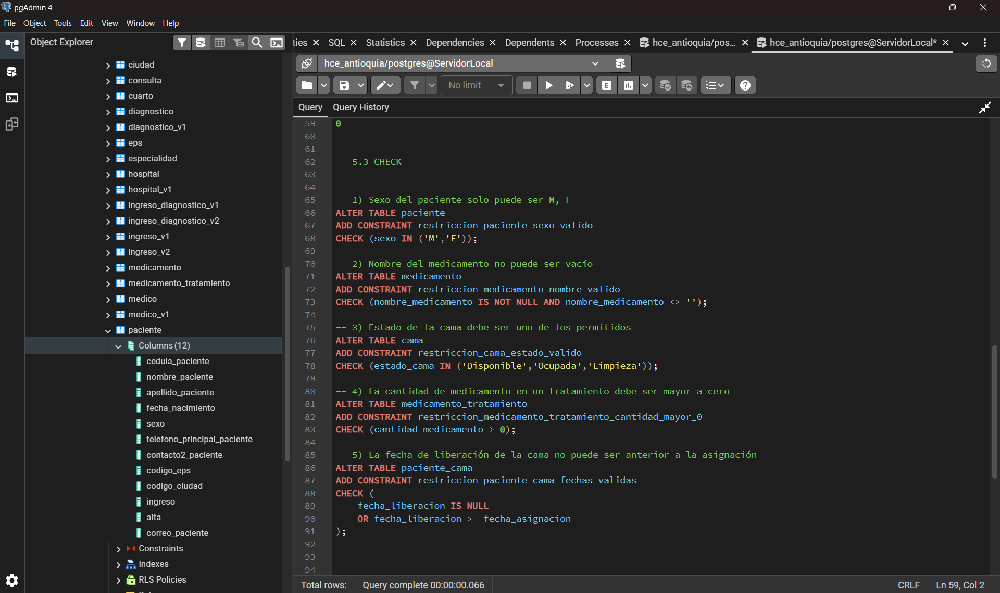 pgAdmin 4
File Object Tools Edit View Window Help
Object Explorer
ties SQL Statistics Dependencies Dependents Processes hce_antioquia/pos... hce_antioquia/postgres@ServidorLocal*
hce_antioquia/postgres@ServidorLocal
No limit
Query Query History
ciudad
consulta
cuarto
diagnostico
diagnostico_v1
eps
especialidad
hospital
hospital_v1
ingreso_diagnostico_v1
ingreso_diagnostico_v2
ingreso_v1
ingreso_v2
medicamento
medicamento_tratamiento
medico
medico_v1
paciente
Columns (12)
cedula_paciente
nombre_paciente
apellido_paciente
fecha_nacimiento
sexo
telefono_principal_paciente
contacto2_paciente
codigo_eps
codigo_ciudad
ingreso
alta
correo_paciente
Constraints
Indexes
RLS Policies
59 0
60
61
62 -- 5.3 CHECK
63
64
65 -- 1) Sexo del paciente solo puede ser M, F
66 ALTER TABLE paciente
67 ADD CONSTRAINT restriccion_paciente_sexo_valido
68 CHECK (sexo IN ('M','F'));
69
70 -- 2) Nombre del medicamento no puede ser vacío
71 ALTER TABLE medicamento
72 ADD CONSTRAINT restriccion_medicamento_nombre_valido
73 CHECK (nombre_medicamento IS NOT NULL AND nombre_medicamento <> '');
74
75 -- 3) Estado de la cama debe ser uno de los permitidos
76 ALTER TABLE cama
77 ADD CONSTRAINT restriccion_cama_estado_valido
78 CHECK (estado_cama IN ('Disponible','Ocupada','Limpieza'));
79
80 -- 4) La cantidad de medicamento en un tratamiento debe ser mayor a cero
81 ALTER TABLE medicamento_tratamiento
82 ADD CONSTRAINT restriccion_medicamento_tratamiento_cantidad_mayor_0
83 CHECK (cantidad_medicamento > 0);
84
85 -- 5) La fecha de liberación de la cama no puede ser anterior a la asignación
86 ALTER TABLE paciente_cama
87 ADD CONSTRAINT restriccion_paciente_cama_fechas_validas
88 CHECK (
89 fecha_liberacion IS NULL
90 OR fecha_liberacion >= fecha_asignacion
91 );
92
93
94
Total rows: Query complete 00:00:00.066 CRLF Ln 59, Col 2